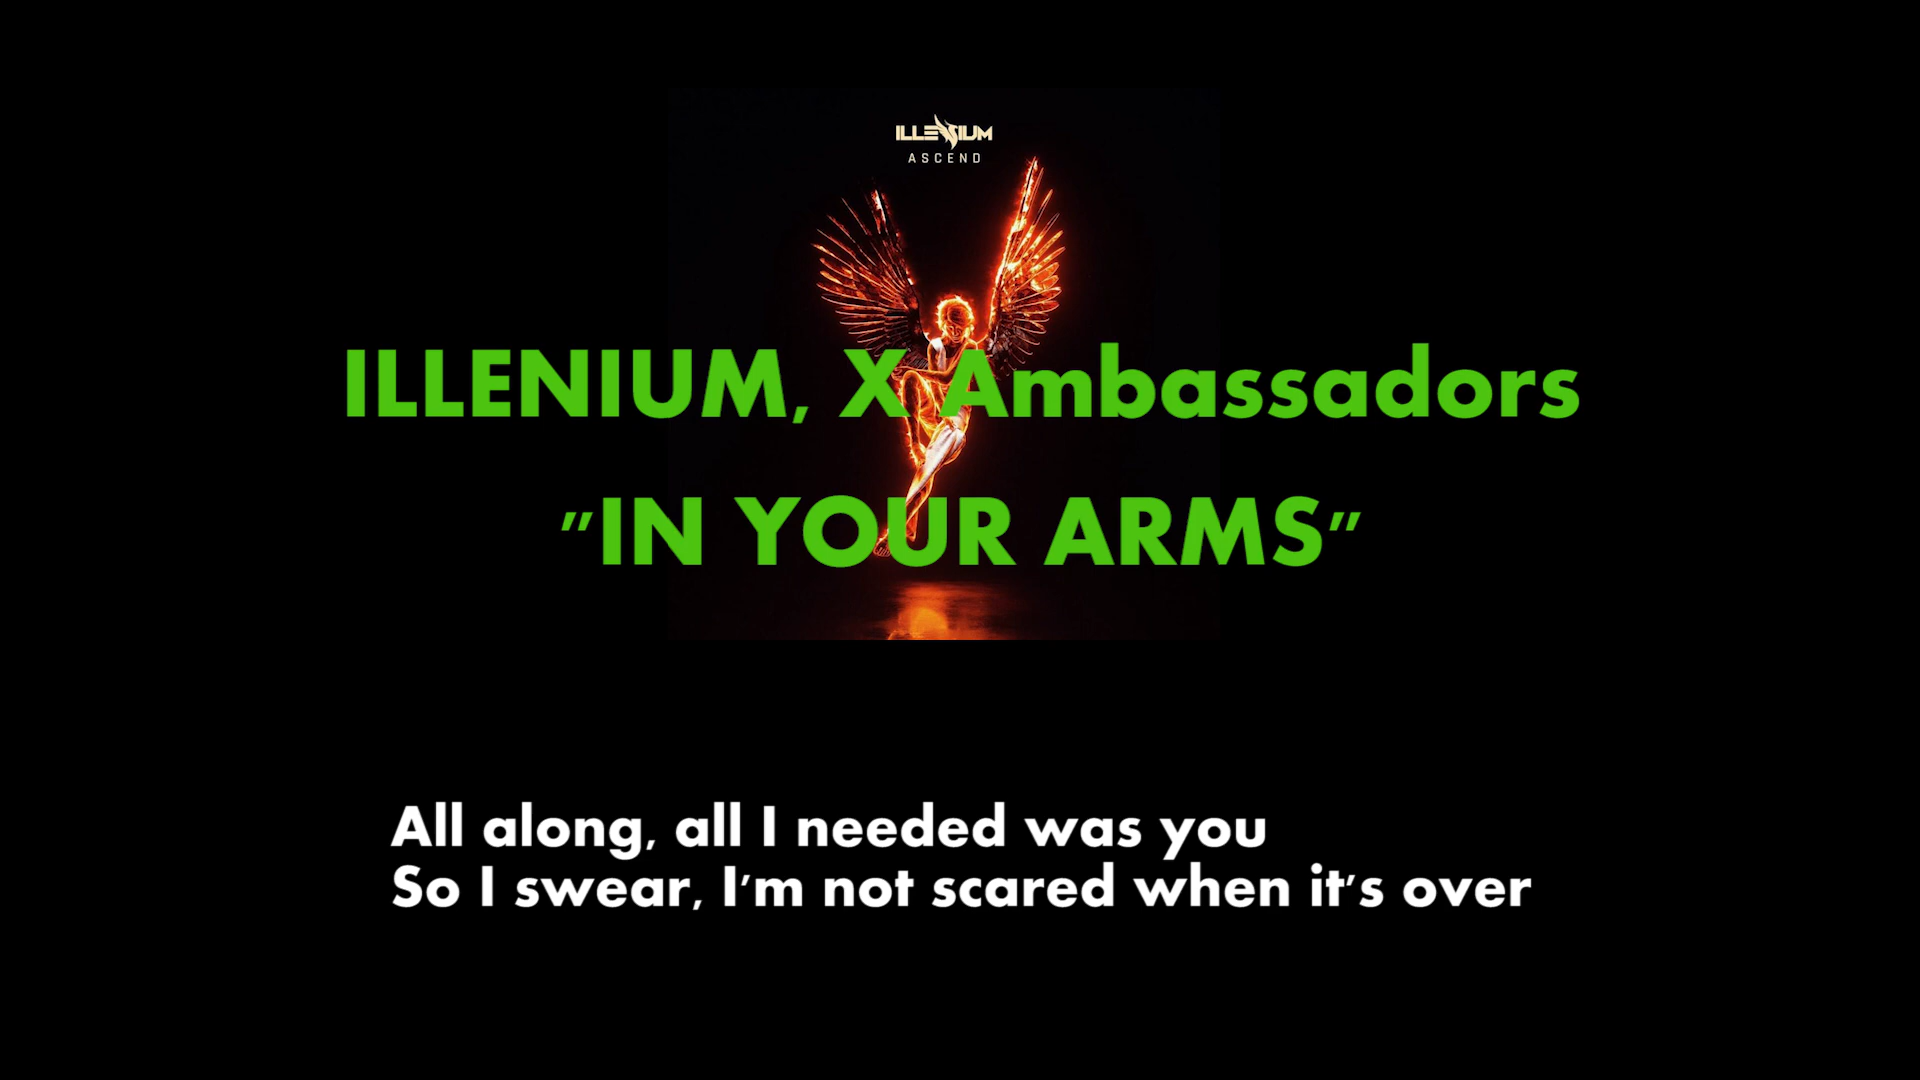 ILLENIUM
ASCEND
ILLENIUM, X Ambassadors
"IN YOUR ARMS"
All along, all I needed was you
So I swear, I'm not scared when it's over